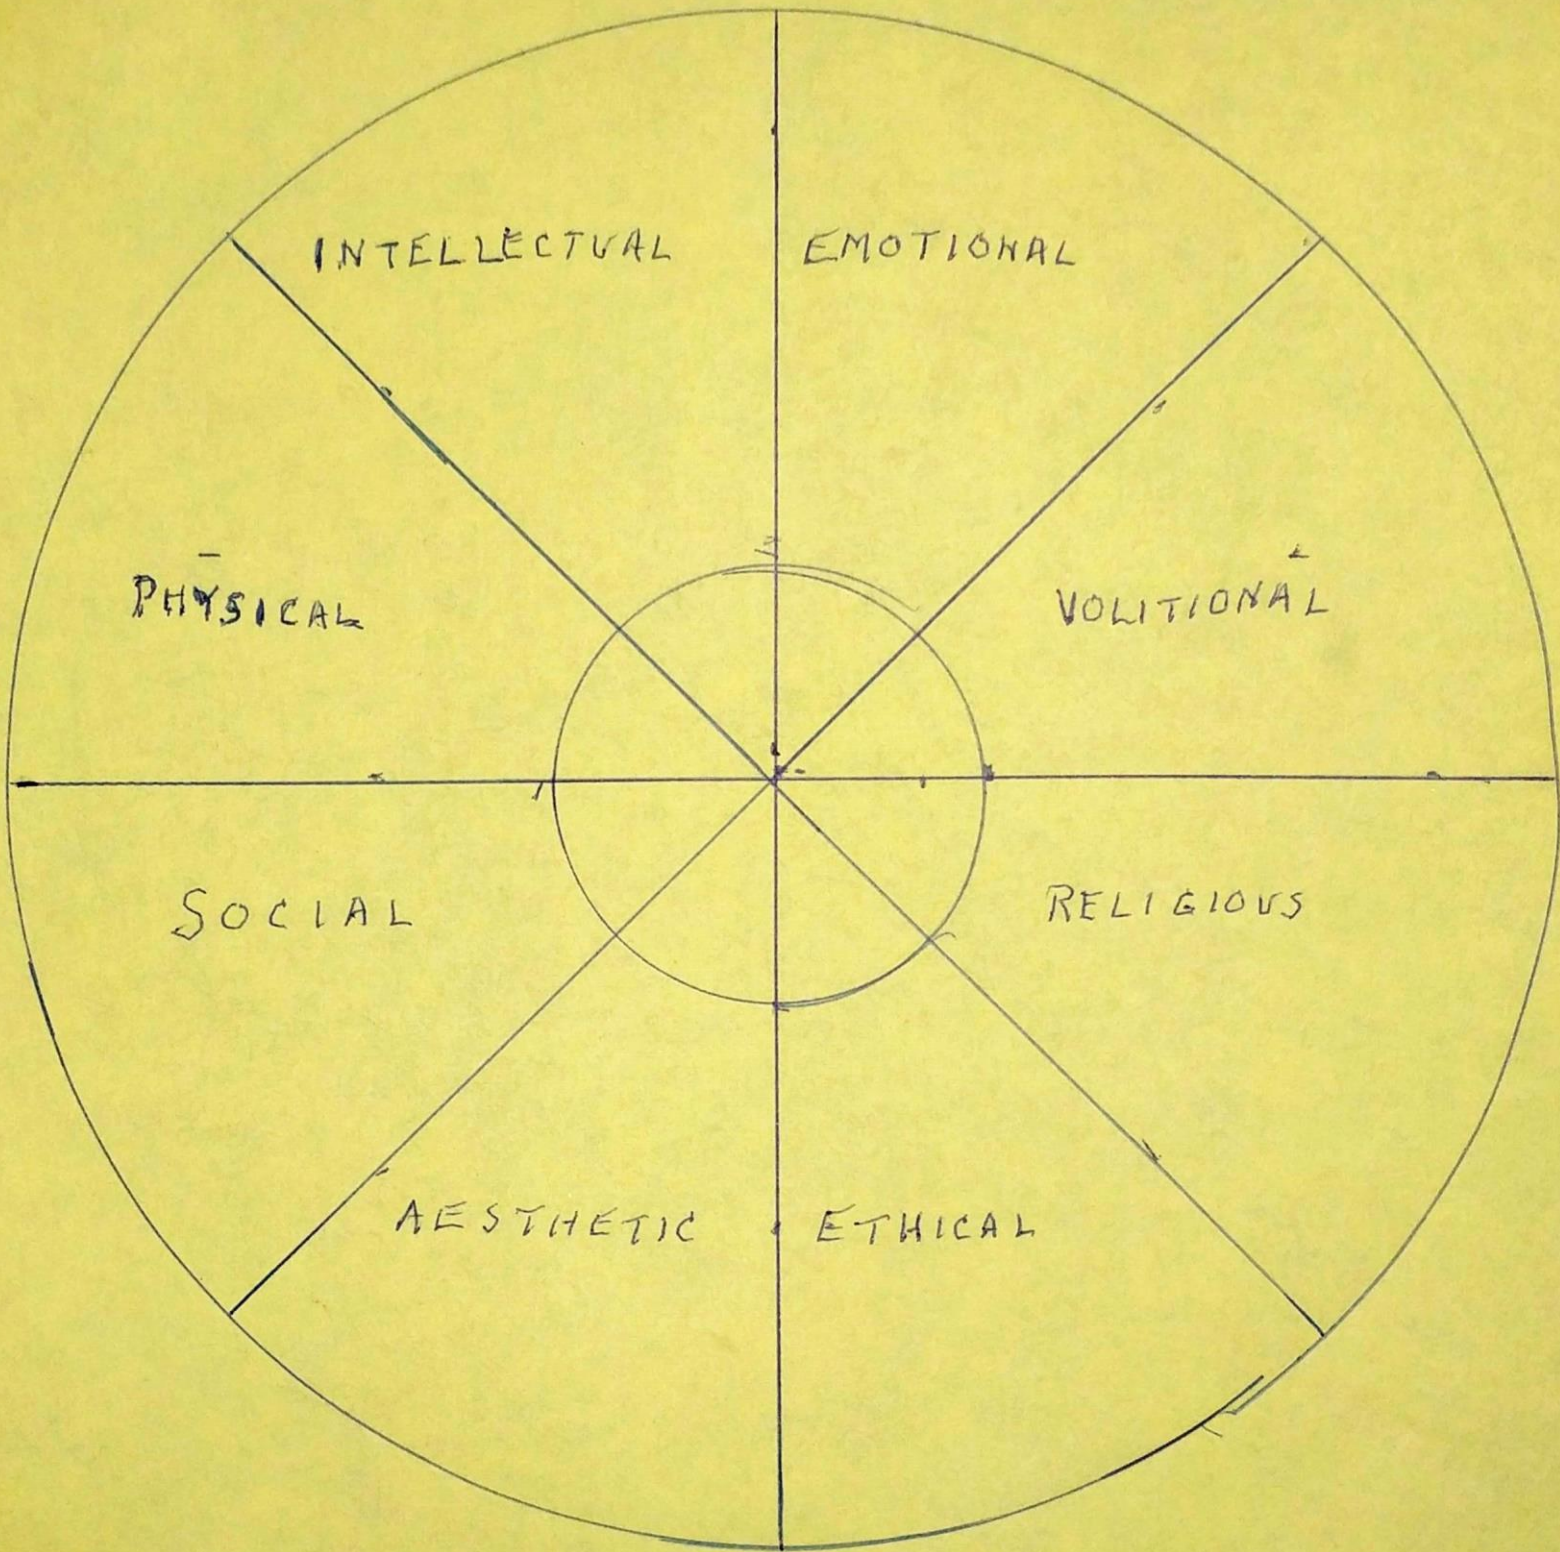 INTELLECTUAL
EMOTIONAL
PHYSICAL
VOLITIONAL
SOCIAL
RELIGIOUS
AESTHETIC
ETHICAL